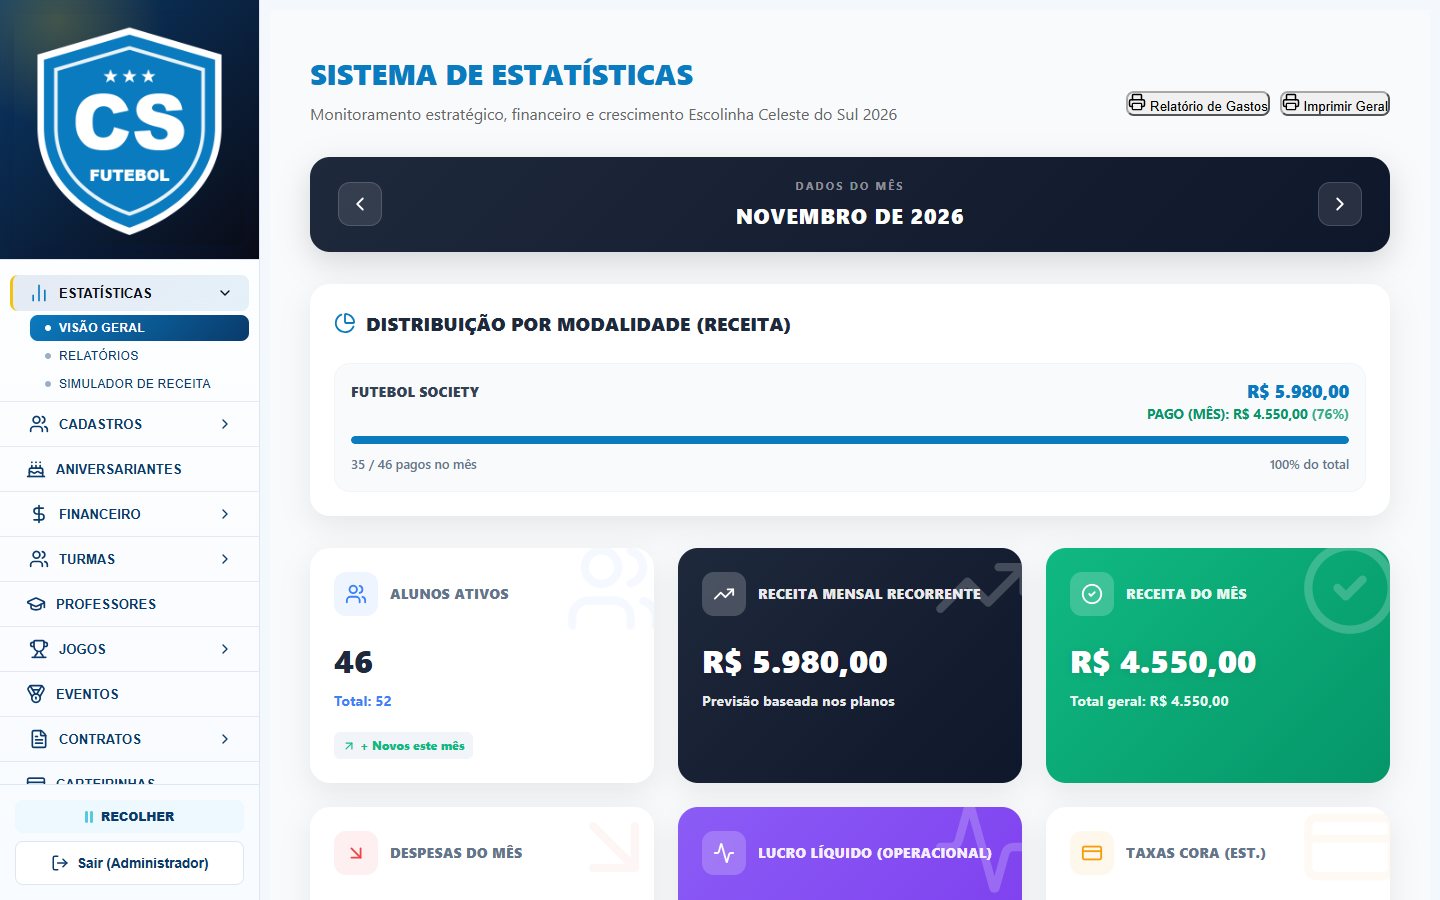 CS
FUTEBOL
ESTATÍSTICAS
VISÃO GERAL
RELATÓRIOS
SIMULADOR DE RECEITA
CADASTROS
ANIVERSARIANTES
FINANCEIRO
TURMAS
PROFESSORES
JOGOS
EVENTOS
CONTRATOS
CARTEIRINHAS
RECOLHER
Sair (Administrador)
SISTEMA DE ESTATÍSTICAS
Monitoramento estratégico, financeiro e crescimento Escolinha Celeste do Sul 2026
Relatório de Gastos
Imprimir Geral
DADOS DO MÊS
NOVEMBRO DE 2026
DISTRIBUIÇÃO POR MODALIDADE (RECEITA)
FUTEBOL SOCIETY
R$ 5.980,00
PAGO (MÊS): R$ 4.550,00 (76%)
35 / 46 pagos no mês
100% do total
ALUNOS ATIVOS
46
Total: 52
+ Novos este mês
RECEITA MENSAL RECORRENTE
R$ 5.980,00
Previsão baseada nos planos
RECEITA DO MÊS
R$ 4.550,00
Total geral: R$ 4.550,00
DESPESAS DO MÊS
LUCRO LÍQUIDO (OPERACIONAL)
TAXAS CORA (EST.)